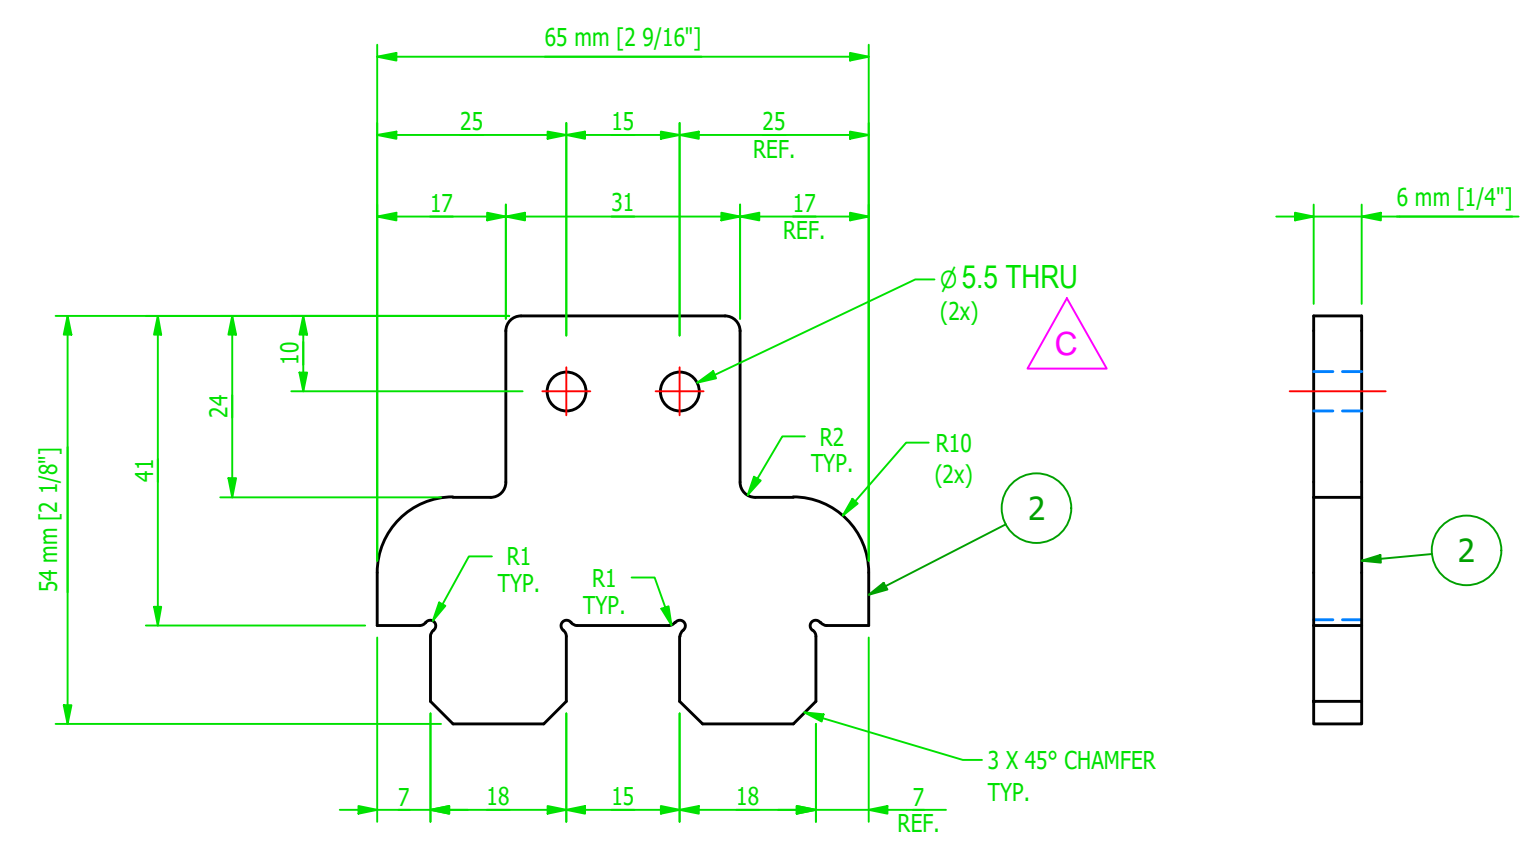 65 mm [2 9/16"]
25
15
25
REF.
17
31
17
REF.
6 mm [1/4"]
Ø 5.5 THRU
(2x)
C
10
24
41
54 mm [2 1/8"]
R2
TYP.
R10
(2x)
2
2
R1
TYP.
R1
TYP.
3 X 45° CHAMFER
TYP.
7
18
15
18
7
REF.